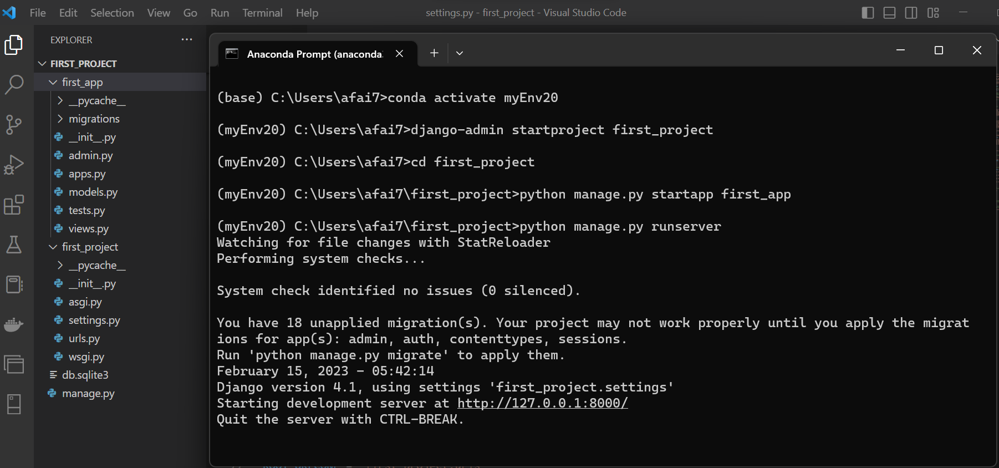 File Edit Selection View Go Run Terminal Help
settings.py - first_project - Visual Studio Code
EXPLORER
FIRST_PROJECT
first_app
__pycache__
migrations
__init__.py
admin.py
apps.py
models.py
tests.py
views.py
first_project
__pycache__
__init__.py
asgi.py
settings.py
urls.py
wsgi.py
db.sqlite3
manage.py
Anaconda Prompt (anaconda
(base) C:\Users\afai7>conda activate myEnv20
(myEnv20) C:\Users\afai7>django-admin startproject first_project
(myEnv20) C:\Users\afai7>cd first_project
(myEnv20) C:\Users\afai7\first_project>python manage.py startapp first_app
(myEnv20) C:\Users\afai7\first_project>python manage.py runserver
Watching for file changes with StatReloader
Performing system checks...
System check identified no issues (0 silenced).
You have 18 unapplied migration(s). Your project may not work properly until you apply the migrat
ions for app(s): admin, auth, contenttypes, sessions.
Run 'python manage.py migrate' to apply them.
February 15, 2023 - 05:42:14
Django version 4.1, using settings 'first_project.settings'
Starting development server at http://127.0.0.1:8000/
Quit the server with CTRL-BREAK.